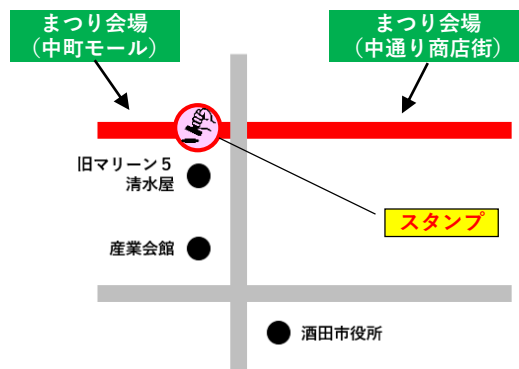 まつり会場
（中町モール）
まつり会場
（中通り商店街）
旧マリーン５
清水屋
スタンプ
産業会館
酒田市役所